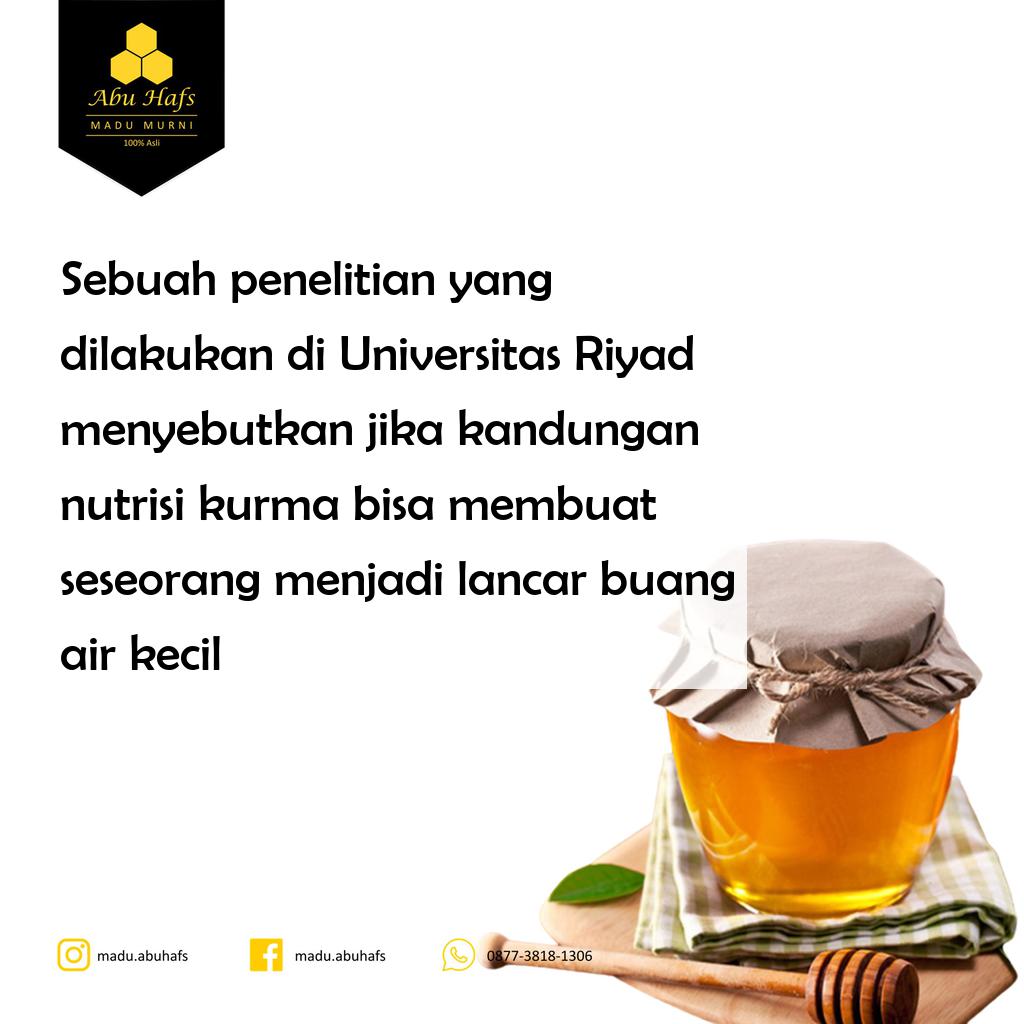 Abu Hafs
MADU MURNI
100% Asli
Sebuah penelitian yang
dilakukan di Universitas Riyad
menyebutkan jika kandungan
nutrisi kurma bisa membuat
seseorang menjadi lancar buang
air kecil
madu.abuhafs
madu.abuhafs
0877-3818-1306